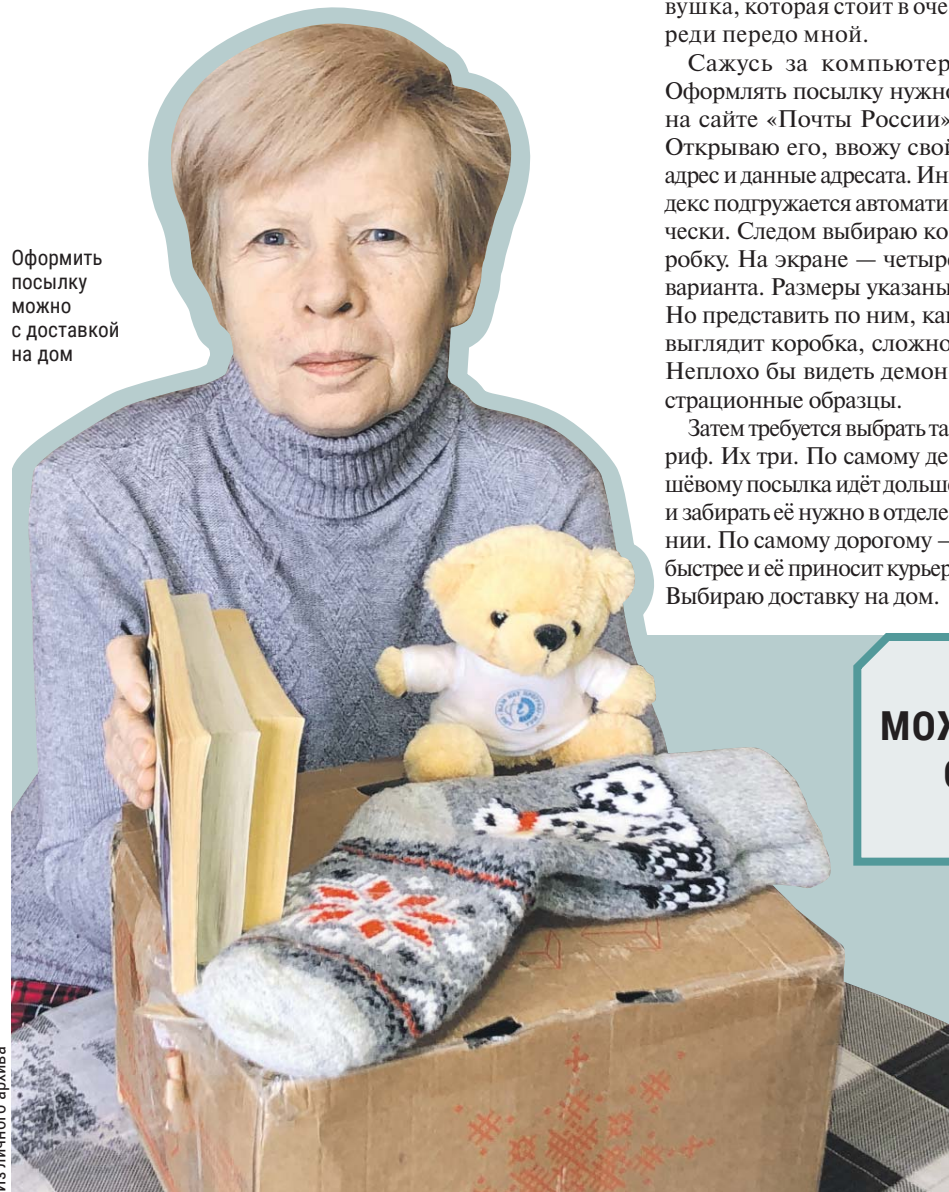 вушка, которая стоит в оче-
реди передо мной.
Сажусь за компьютер
Оформлять посылку нужно
на сайте «Почты России»
Открываю его, ввожу свой
адрес и данные адресата. Ин-
декс подгружается автомати-
чески. Следом выбираю ко-
робку. На экране — четыре
варианта. Размеры указаны
Но представить по ним, как
выглядит коробка, сложно
Неплохо бы видеть демон-
страционные образцы.
Затем требуется выбрать та-
риф. Их три. По самому де-
шёвому посылка идёт дольше
и забирать её нужно в отделе-
нии. По самому дорогому —
быстрее и её приносит курьер
Выбираю доставку на дом.
Оформить
посылку
можно
с доставкой
на дом
МОЖ
Из личного архива